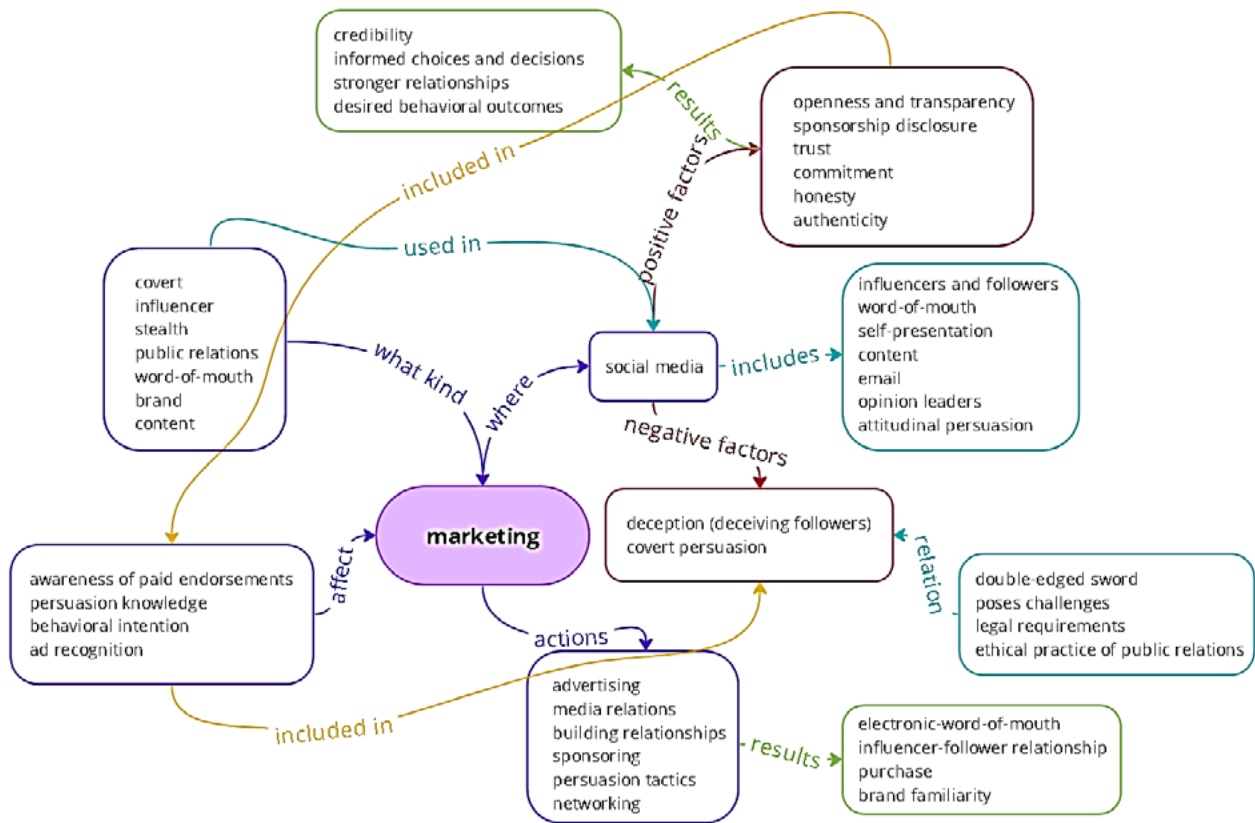 credibility
informed choices and decisions
stronger relationships
desired behavioral outcomes
results
openness and transparency
sponsorship disclosure
trust
commitment
honesty
authenticity
included in
positive factors
used in
covert
influencer
stealth
public relations
word-of-mouth
brand
content
what kind
where
social media
includes
influencers and followers
word-of-mouth
self-presentation
content
email
opinion leaders
attitudinal persuasion
negative factors
marketing
deception (deceiving followers)
covert persuasion
relation
double-edged sword
poses challenges
legal requirements
ethical practice of public relations
awareness of paid endorsements
persuasion knowledge
behavioral intention
ad recognition
affect
actions
included in
advertising
media relations
building relationships
sponsoring
persuasion tactics
networking
results
electronic-word-of-mouth
influencer-follower relationship
purchase
brand familiarity